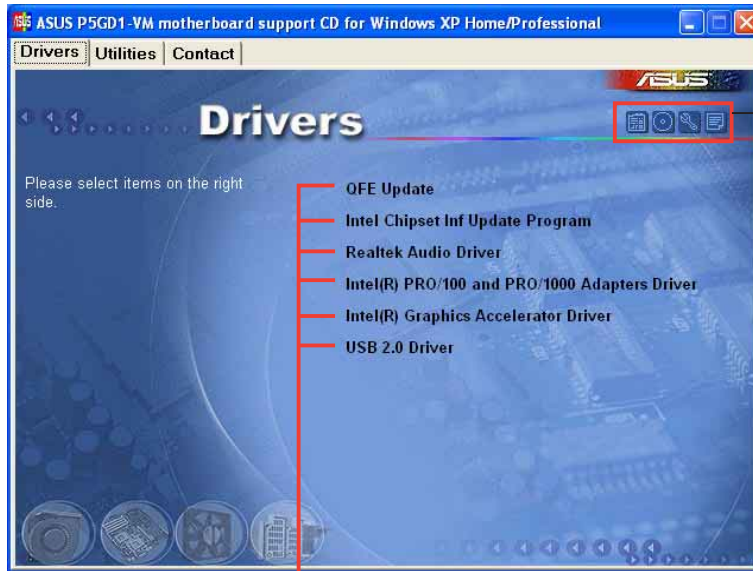 ASUS P5GD1-VM motherboard support CD for Windows XP Home/Professional
Drivers Utilities Contact
ASUS
Drivers
Please select items on the right
side.
QFE Update
Intel Chipset Inf Update Program
Realtek Audio Driver
Intel(R) PRO/100 and PRO/1000 Adapters Driver
Intel(R) Graphics Accelerator Driver
USB 2.0 Driver